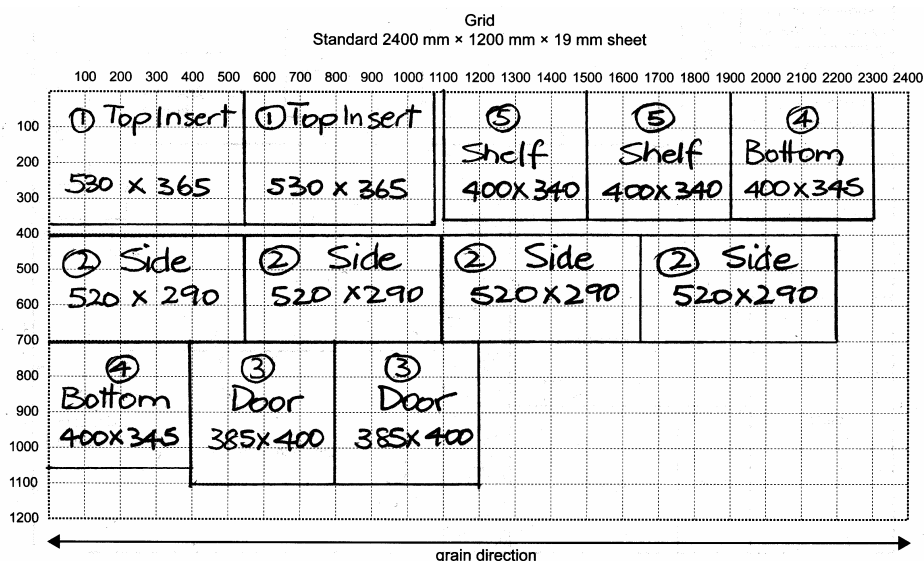 Grid
Standard 2400 mm × 1200 mm × 19 mm sheet
100 200 300 400 500 600 700 800 900 1000 1100 1200 1300 1400 1500 1600 1700 1800 1900 2000 2100 2200 2300 2400
100
200
300
400
500
600
700
800
900
1000
1100
1200
① Top Insert
530 x 365
① Top Insert
530 x 365
⑤
Shelf
400x340
⑤
Shelf
400x340
④
Bottom
400x345
② Side
520 x 290
② Side
520 x290
② Side
520x290
② Side
520x290
④
Bottom
400x345
③
Door
385x400
③
Door
385x400
grain direction